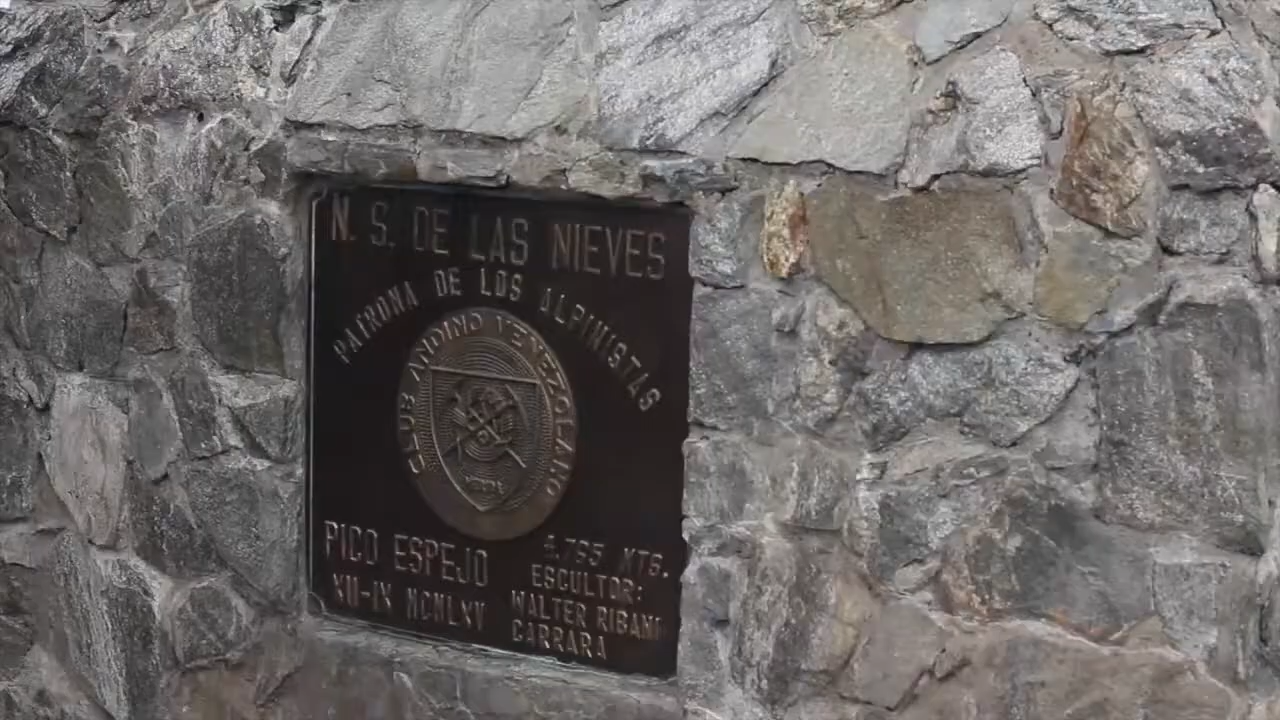 N. S. DE LAS NIEVES
PATRONA DE LOS ALPINISTAS
CLUB ANDINO VENEZOLANO
PICO ESPEJO
XII-IX MCMLXV
4.765 MTS.
ESCULTOR:
WALTER RIBANI
CARRARA